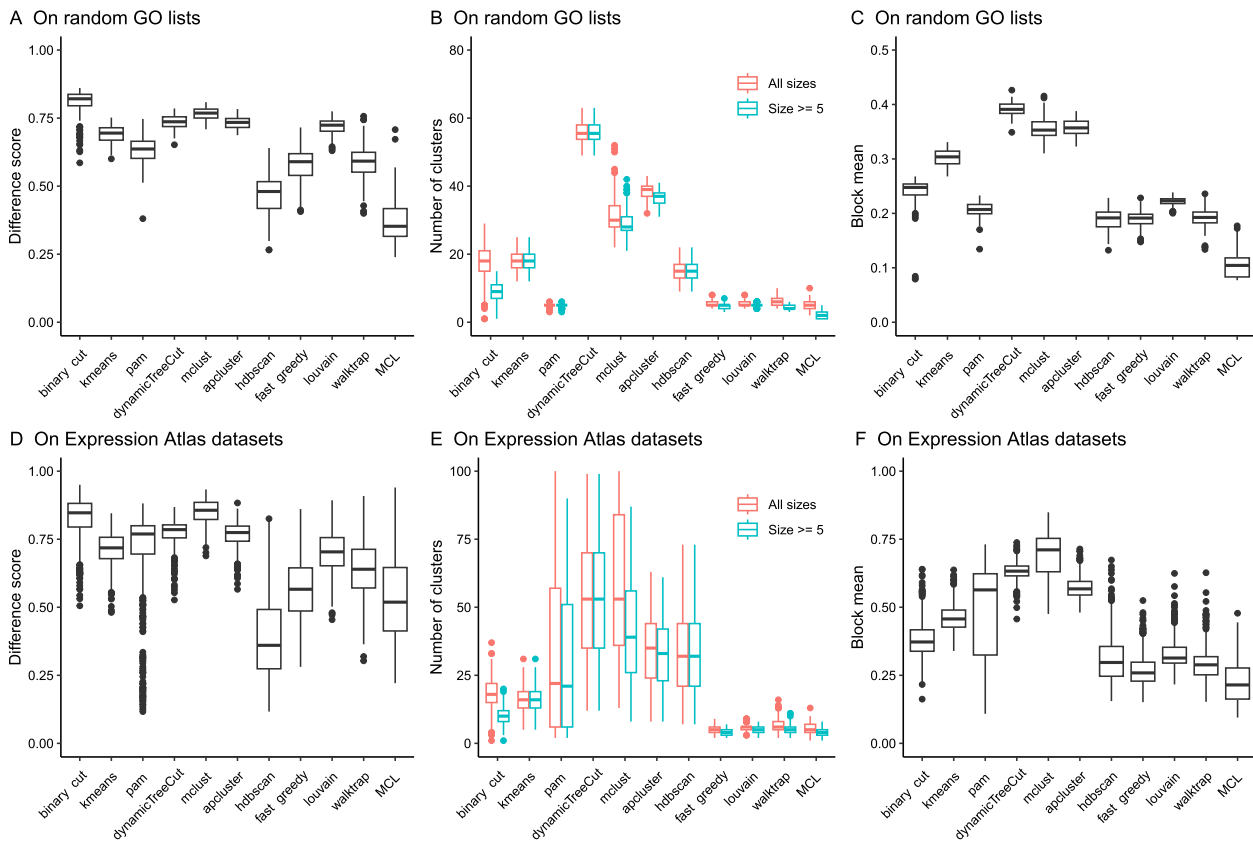 A On random GO lists
Difference score
1.00
0.75
0.50
0.25
0.00
binary cut
kmeans
pam
dynamicTreeCut
mclust
apcluster
hdbscan
fast greedy
louvain
walktrap
MCL
B On random GO lists
Number of clusters
80
60
40
20
0
All sizes
Size >= 5
binary cut
kmeans
pam
dynamicTreeCut
mclust
apcluster
hdbscan
fast greedy
louvain
walktrap
MCL
C On random GO lists
Block mean
0.5
0.4
0.3
0.2
0.1
0.0
binary cut
kmeans
pam
dynamicTreeCut
mclust
apcluster
hdbscan
fast greedy
louvain
walktrap
MCL
D On Expression Atlas datasets
Difference score
1.00
0.75
0.50
0.25
0.00
binary cut
kmeans
pam
dynamicTreeCut
mclust
apcluster
hdbscan
fast greedy
louvain
walktrap
MCL
E On Expression Atlas datasets
Number of clusters
100
75
50
25
0
All sizes
Size >= 5
binary cut
kmeans
pam
dynamicTreeCut
mclust
apcluster
hdbscan
fast greedy
louvain
walktrap
MCL
F On Expression Atlas datasets
Block mean
1.00
0.75
0.50
0.25
0.00
binary cut
kmeans
pam
dynamicTreeCut
mclust
apcluster
hdbscan
fast greedy
louvain
walktrap
MCL